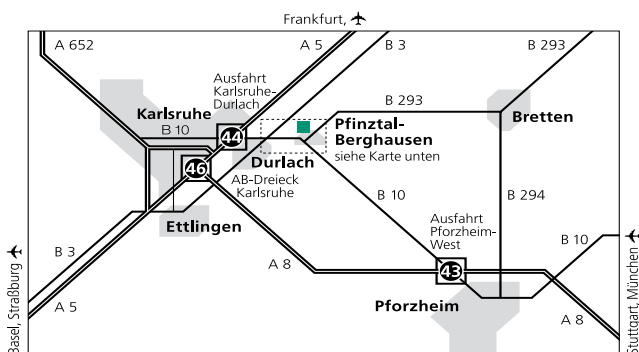 Frankfurt,
A 652
A 5
B 3
B 293
Ausfahrt
Karlsruhe-
Durlach
Karlsruhe
B 10
44
B 293
Bretten
Pfinztal-
Berghausen
siehe Karte unten
Durlach
46
AB-Dreieck
Karlsruhe
B 10
B 294
Ettlingen
Ausfahrt
Pforzheim-
West
B 10
B 3
A 8
43
A 5
Pforzheim
A 8
Basel, Straßburg
Stuttgart, München